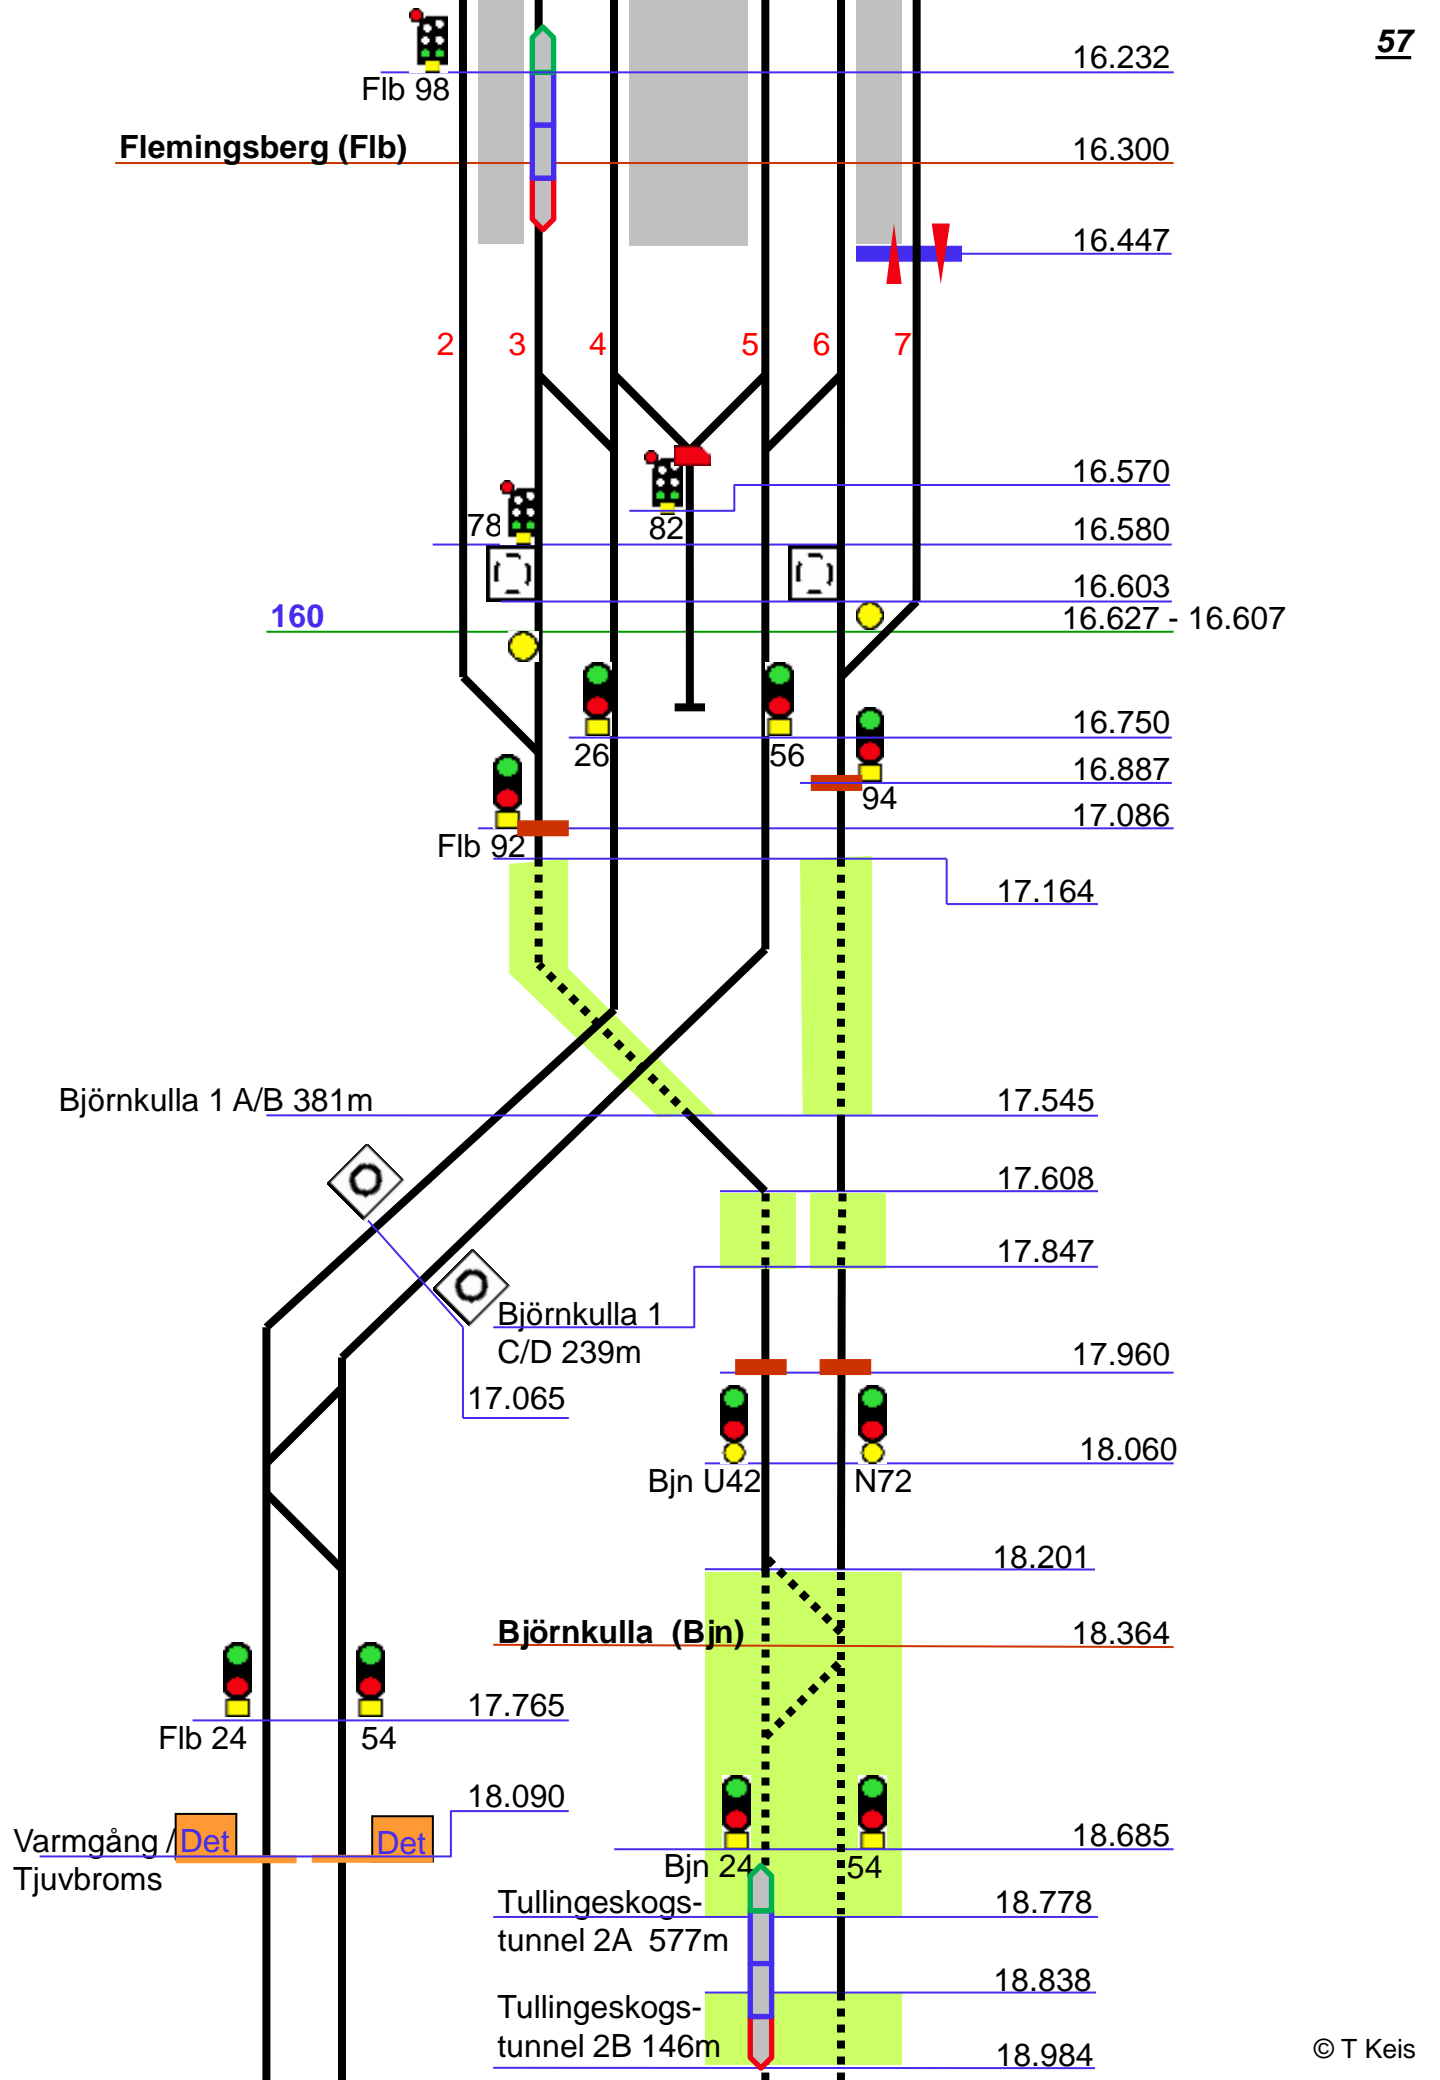 57
16.232
Flb 98
Flemingsberg (Flb)
16.300
16.447
2 3 4 5 6 7
16.570
78
82
16.580
16.603
160
16.627 - 16.607
16.750
26
56
16.887
94
17.086
Flb 92
17.164
Björnkulla 1 A/B 381m
17.545
17.608
17.847
Björnkulla 1
C/D 239m
17.960
17.065
18.060
Bjn U42
N72
18.201
Björnkulla (Bjn)
18.364
17.765
Flb 24
54
18.090
18.685
Varmgång /
Tjuvbroms
Det
Det
Bjn 24
54
Tullingeskogs-
tunnel 2A 577m
18.778
18.838
Tullingeskogs-
tunnel 2B 146m
18.984
© T Keis